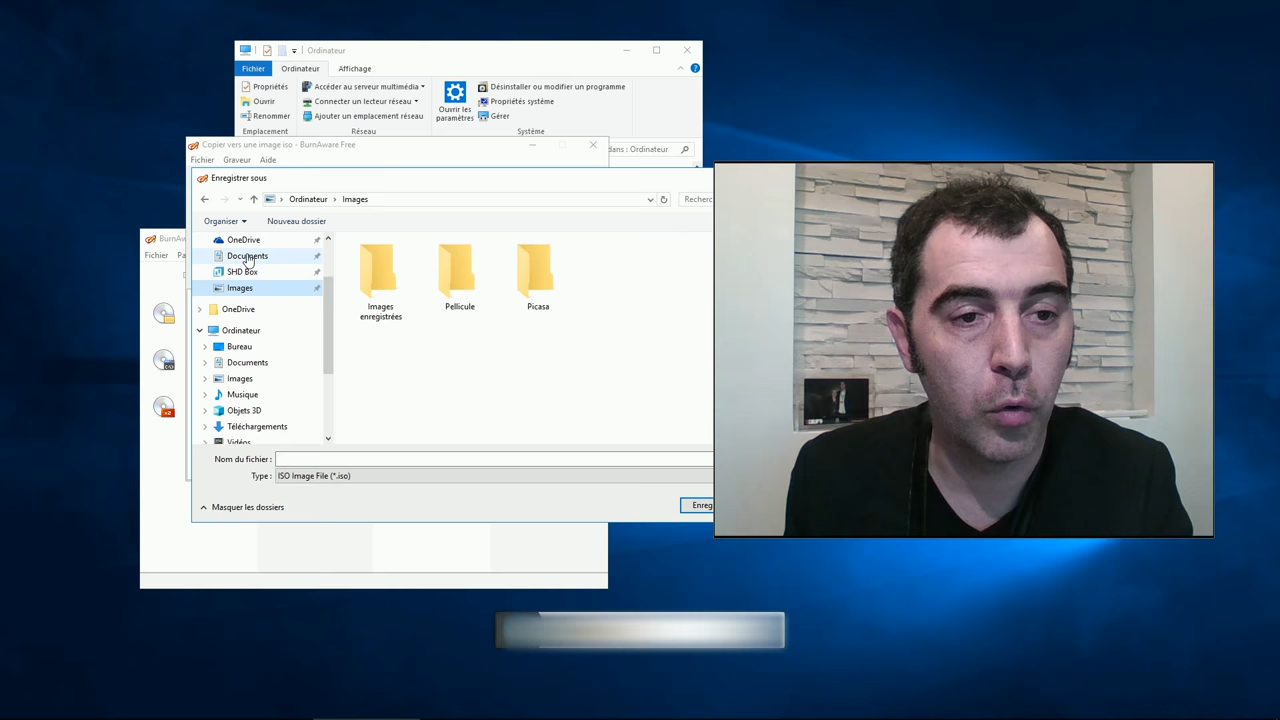 Ordinateur
Fichier Ordinateur Affichage
Propriétés
Ouvrir
Renommer
Emplacement
Accéder au serveur multimédia
Connecter un lecteur réseau
Ajouter un emplacement réseau
Réseau
Ouvrir les
paramètres
Désinstaller ou modifier un programme
Propriétés système
Gérer
Système
Copier vers une image iso - BurnAware Free
dans : Ordinateur
Fichier Graveur Aide
Enregistrer sous
Ordinateur > Images
Recherc
Organiser Nouveau dossier
BurnAwa
Fichier Pa
OneDrive
Documents
SHD Box
Images
OneDrive
Ordinateur
Bureau
Documents
Images
Musique
Objets 3D
Téléchargements
Vidéos
Images
enregistrées
Pellicule
Picasa
Nom du fichier :
Type : ISO Image File (*.iso)
Masquer les dossiers
Enreg